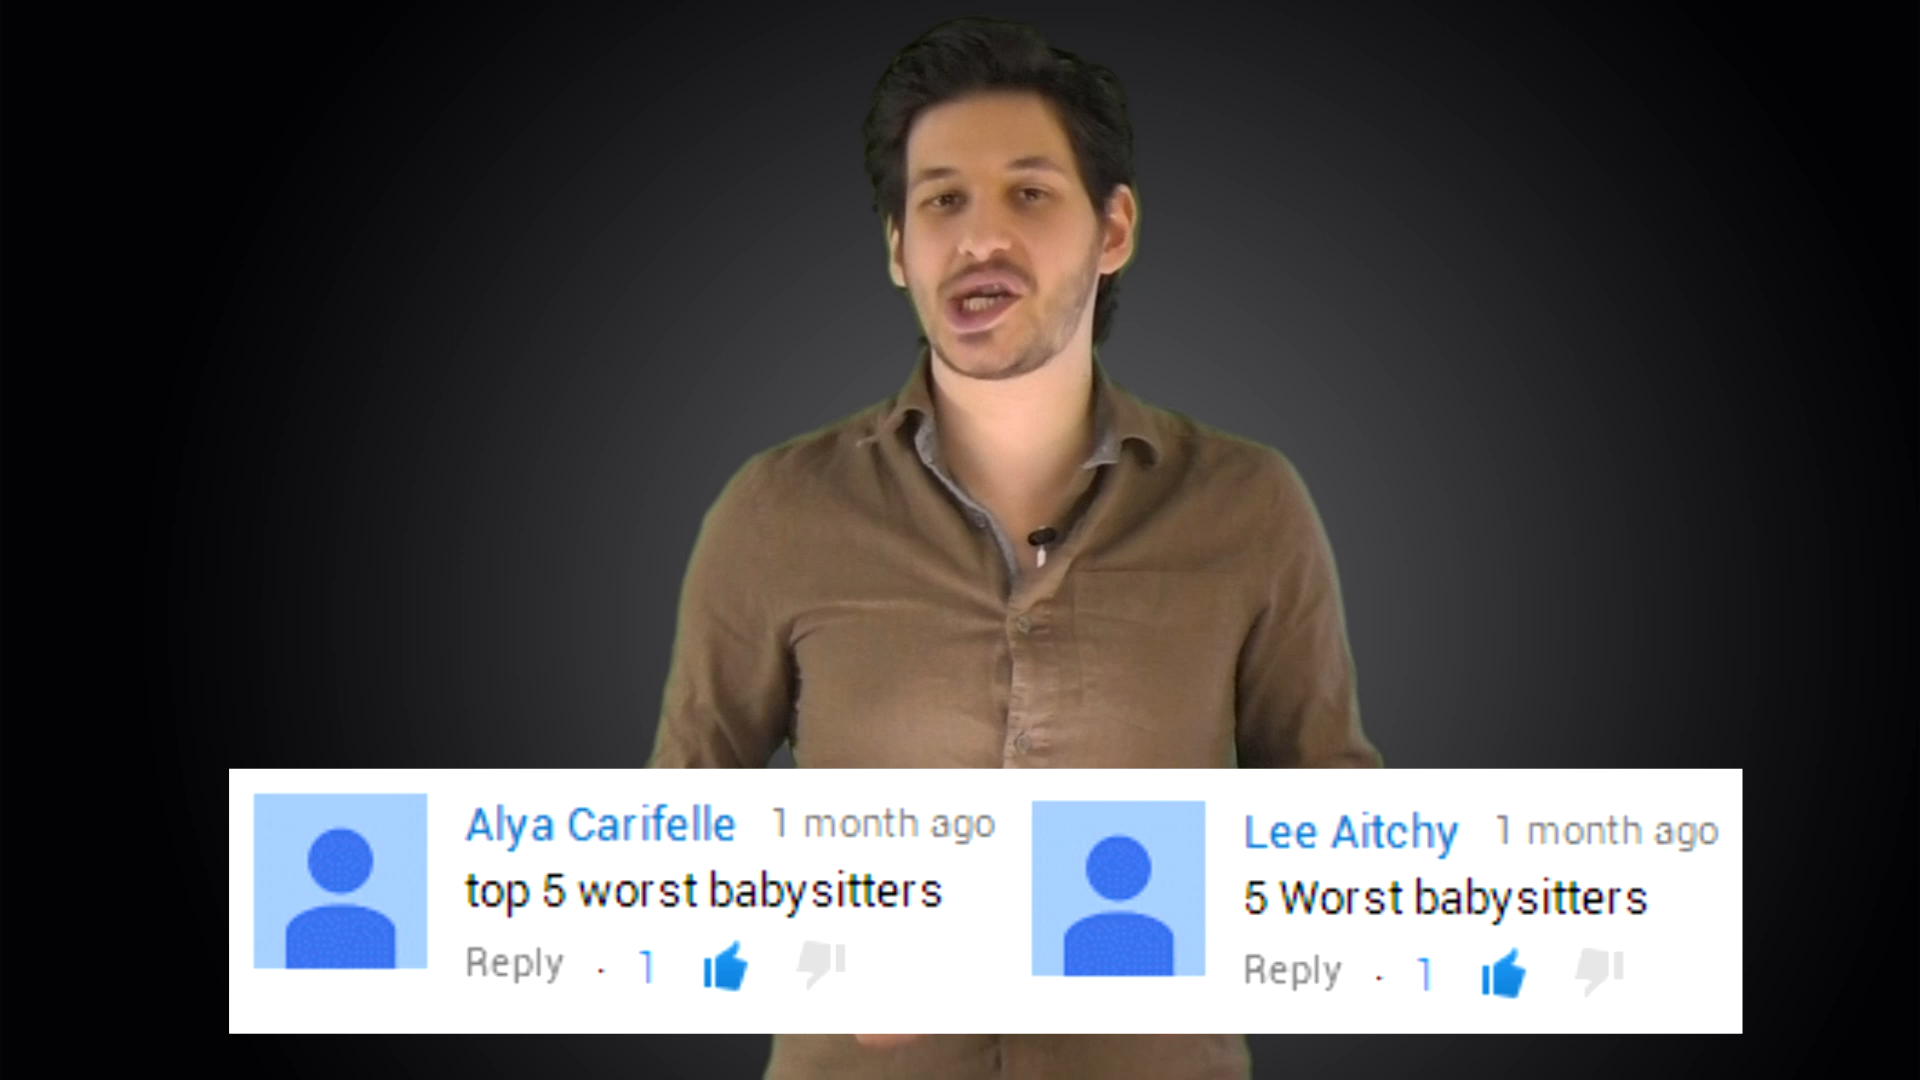 Alya Carifelle 1 month ago
top 5 worst babysitters
Reply . 1
Lee Aitchy 1 month ago
5 Worst babysitters
Reply . 1